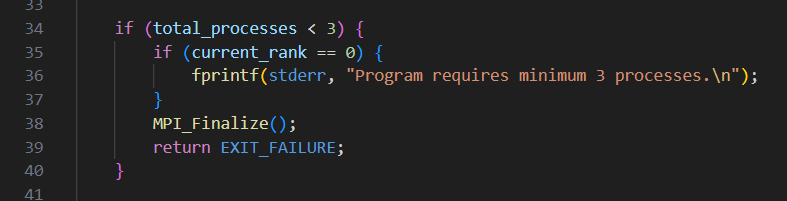 33
34 if (total_processes < 3) {
35 if (current_rank == 0) {
36 fprintf(stderr, "Program requires minimum 3 processes.\n");
37 }
38 MPI_Finalize();
39 return EXIT_FAILURE;
40 }
41